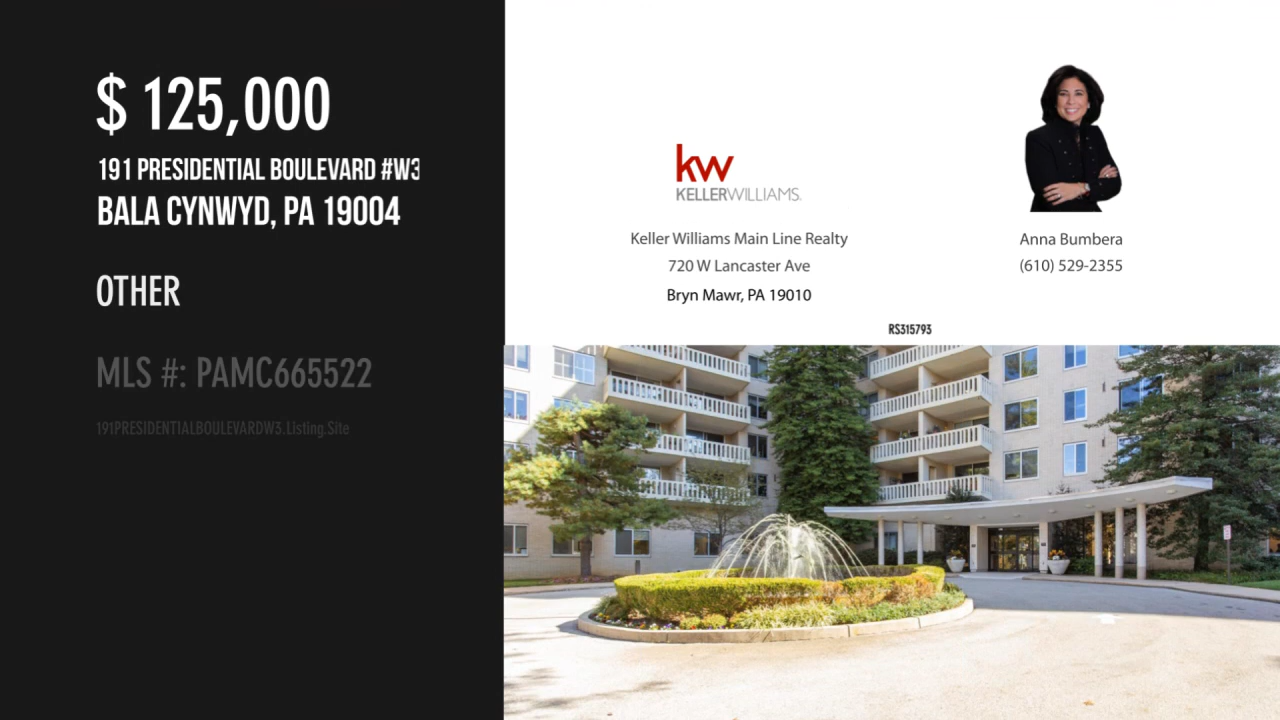 $ 125,000
191 PRESIDENTIAL BOULEVARD #W3
BALA CYNWYD, PA 19004
OTHER
MLS #: PAMC665522
191PRESIDENTIALBOULEVARDW3.Listing.Site
kw
KELLERWILLIAMS.
Keller Williams Main Line Realty
720 W Lancaster Ave
Bryn Mawr, PA 19010
Anna Bumbera
(610) 529-2355
RS315793